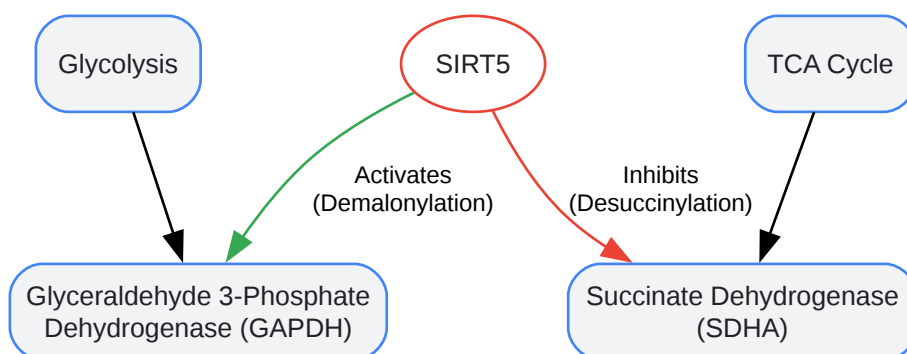 Glycolysis
SIRT5
TCA Cycle
Activates
(Demalonylation)
Inhibits
(Desuccinylation)
Glyceraldehyde 3-Phosphate
Dehydrogenase (GAPDH)
Succinate Dehydrogenase
(SDHA)